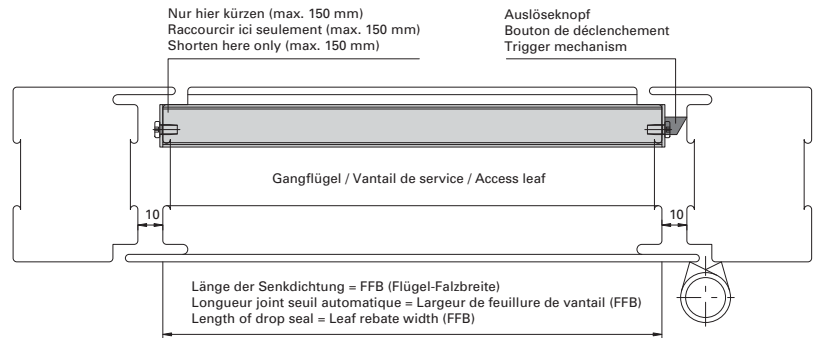 Nur hier kürzen (max. 150 mm)
Raccourcir ici seulement (max. 150 mm)
Shorten here only (max. 150 mm)
Auslöseknopf
Bouton de déclenchement
Trigger mechanism
Gangflügel / Vantail de service / Access leaf
10
10
Länge der Senkdichtung = FFB (Flügel-Falzbreite)
Longueur joint seuil automatique = Largeur de feuillure de vantail (FFB)
Length of drop seal = Leaf rebate width (FFB)